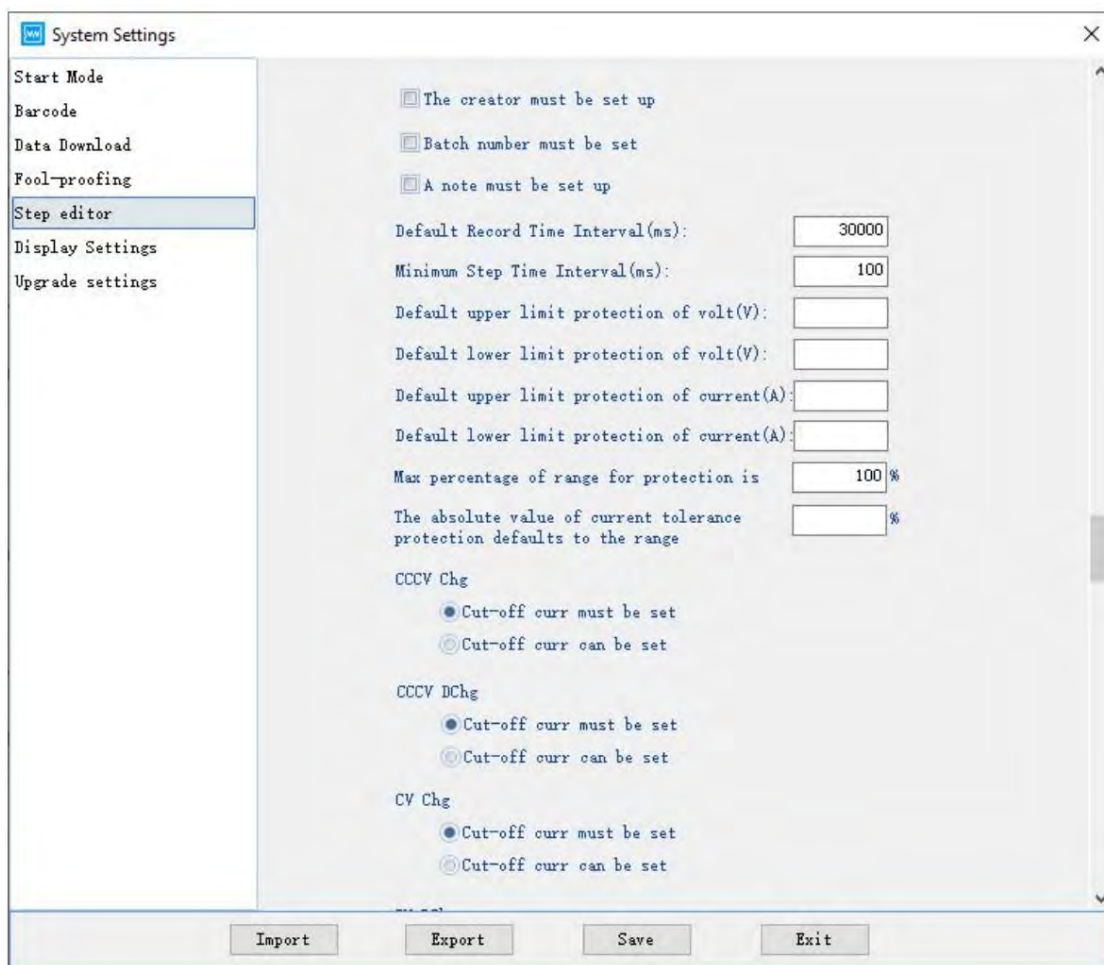 System Settings
Start Mode
Barcode
Data Download
Fool-proofing
Step editor
Display Settings
Upgrade settings
The creator must be set up
Batch number must be set
A note must be set up
Default Record Time Interval(ms): 30000
Minimum Step Time Interval(ms): 100
Default upper limit protection of volt(V):
Default lower limit protection of volt(V):
Default upper limit protection of current(A):
Default lower limit protection of current(A):
Max percentage of range for protection is 100 %
The absolute value of current tolerance %
protection defaults to the range
CCCV Chg
Cut-off curr must be set
Cut-off curr can be set
CCCV DChg
Cut-off curr must be set
Cut-off curr can be set
CV Chg
Cut-off curr must be set
Cut-off curr can be set
Import Export Save Exit